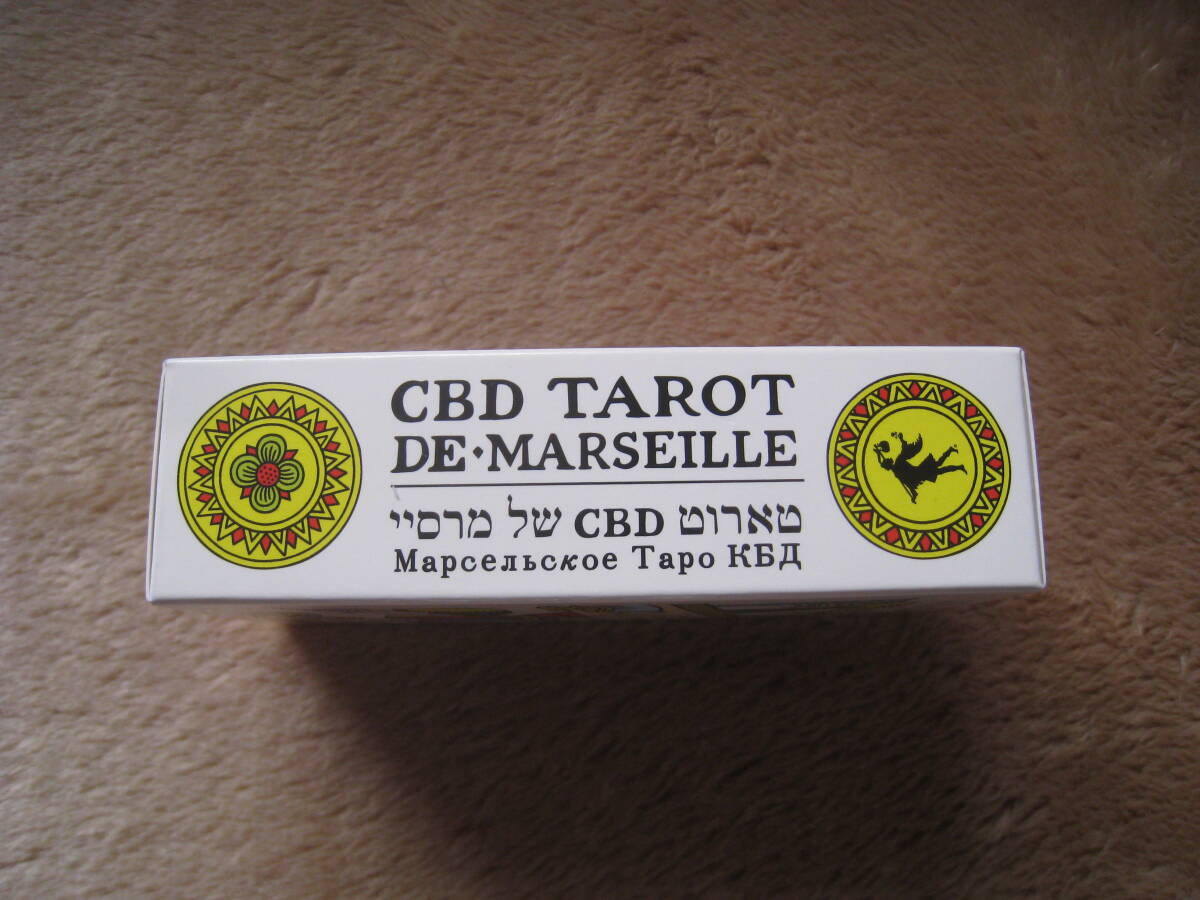 CBD TAROT
DE·MARSEILLE
טארוט CBD של מרסיי
Марсельское Таро КБД